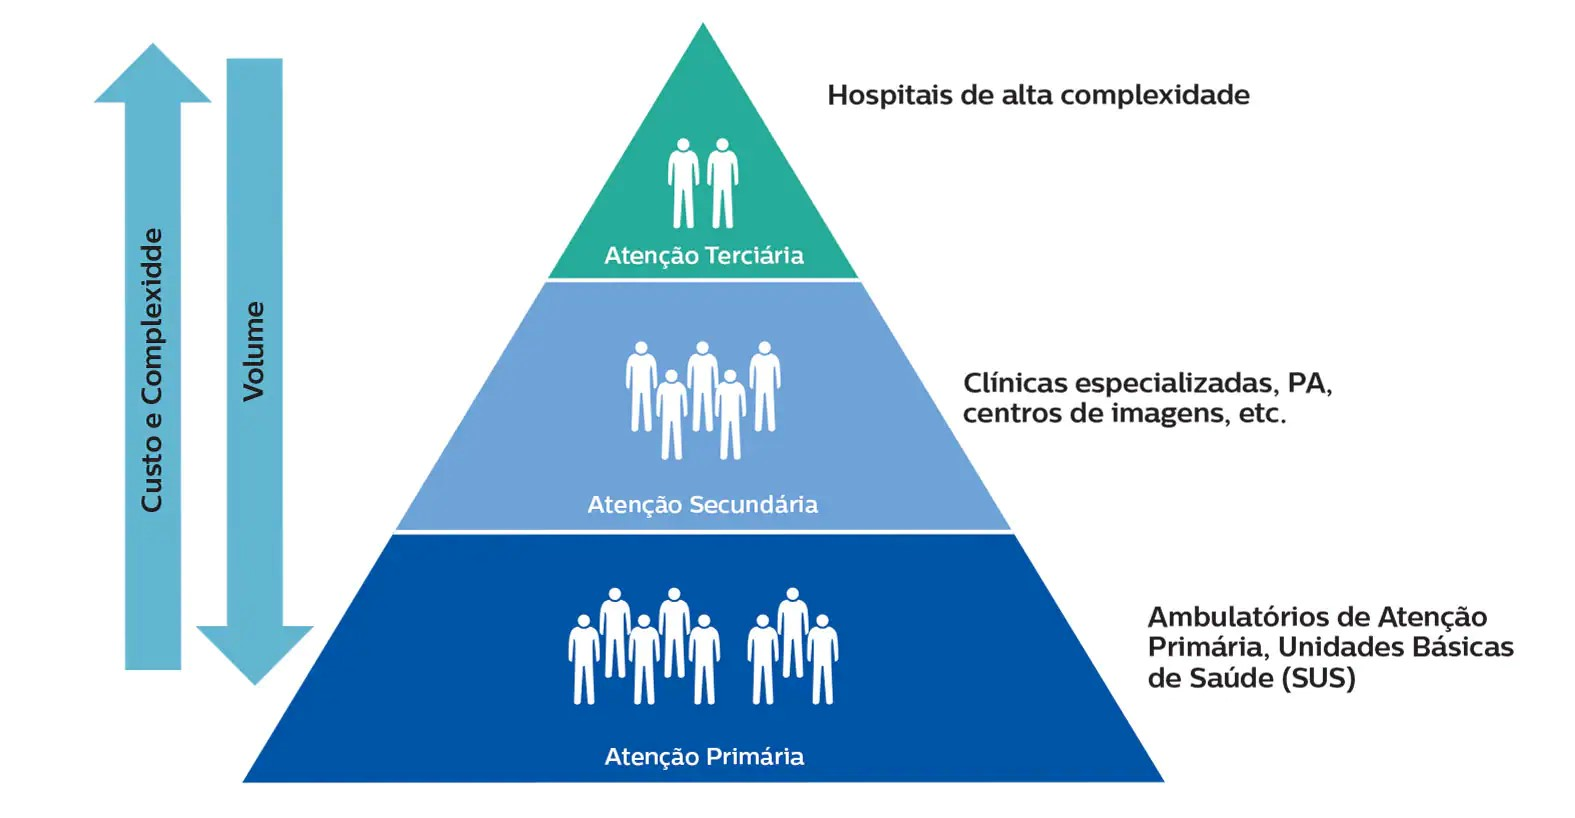 Custo e Complexidde
Volume
Hospitais de alta complexidade
Atenção Terciária
Clínicas especializadas, PA,
centros de imagens, etc.
Atenção Secundária
Ambulatórios de Atenção
Primária, Unidades Básicas
de Saúde (SUS)
Atenção Primária